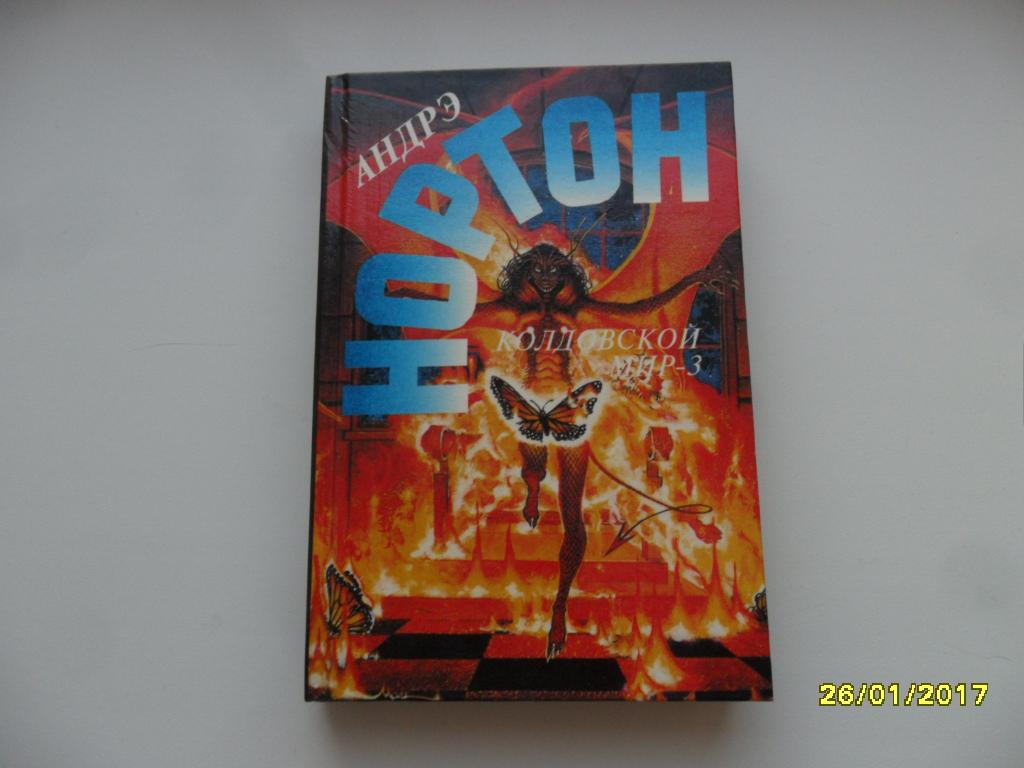 АНДРЭ
НОРТОН
КОЛДОВСКОЙ
МИР-3
26/01/2017